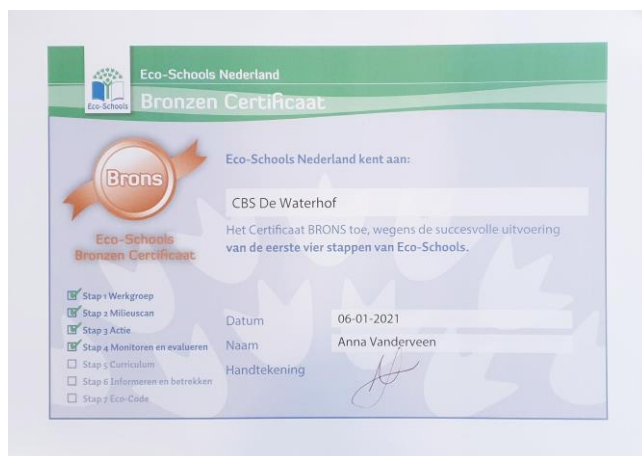 Eco-Schools Nederland
Bronzen Certificaat
Eco-Schools
Brons
Eco-Schools
Bronzen Certificaat
Eco-Schools Nederland kent aan:
CBS De Waterhof
Het Certificaat BRONS toe, wegens de succesvolle uitvoering
van de eerste vier stappen van Eco-Schools.
Stap 1 Werkgroep
Stap 2 Milieuscan
Stap 3 Actie
Stap 4 Monitoren en evalueren
Stap 5 Curriculum
Stap 6 Informeren en betrekken
Stap 7 Eco-Code
Datum 06-01-2021
Naam Anna Vanderveen
Handtekening